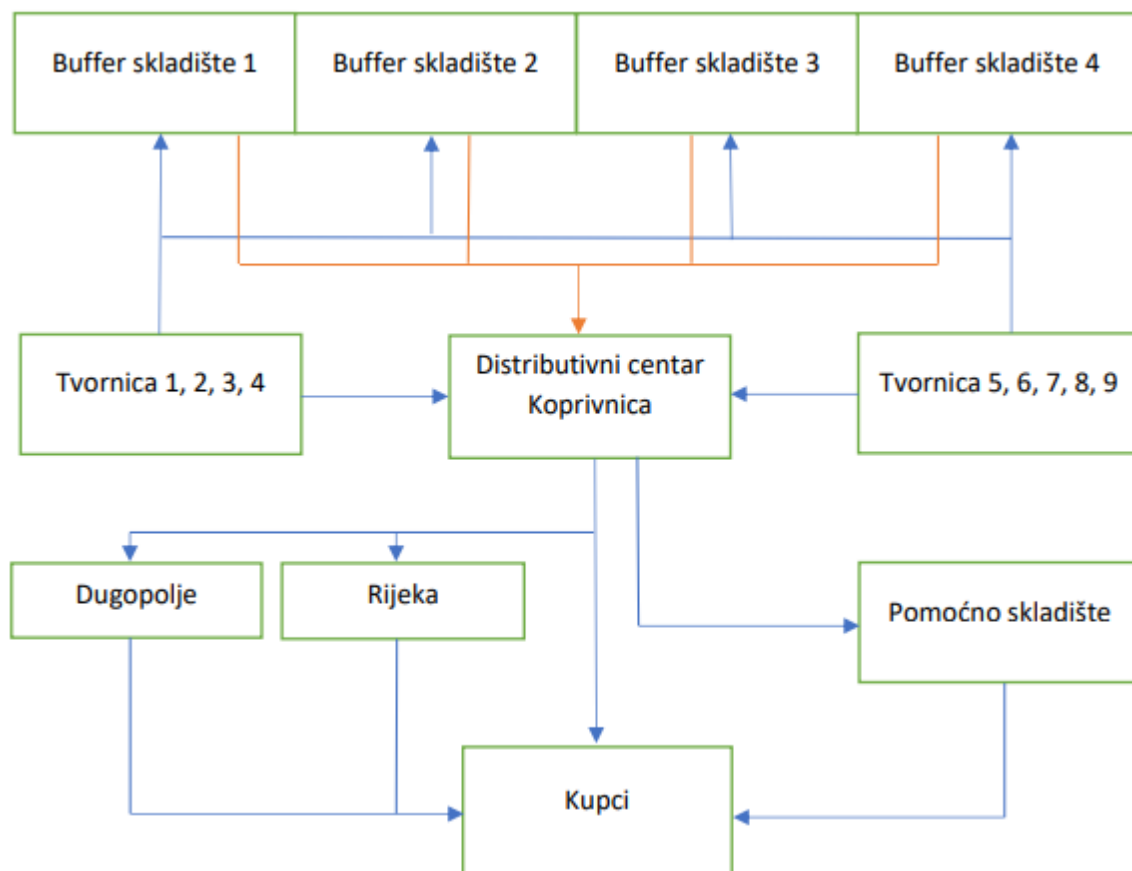 Buffer skladište 1
Buffer skladište 2
Buffer skladište 3
Buffer skladište 4
Tvornica 1, 2, 3, 4
Distributivni centar
Koprivnica
Tvornica 5, 6, 7, 8, 9
Dugopolje
Rijeka
Pomoćno skladište
Kupci